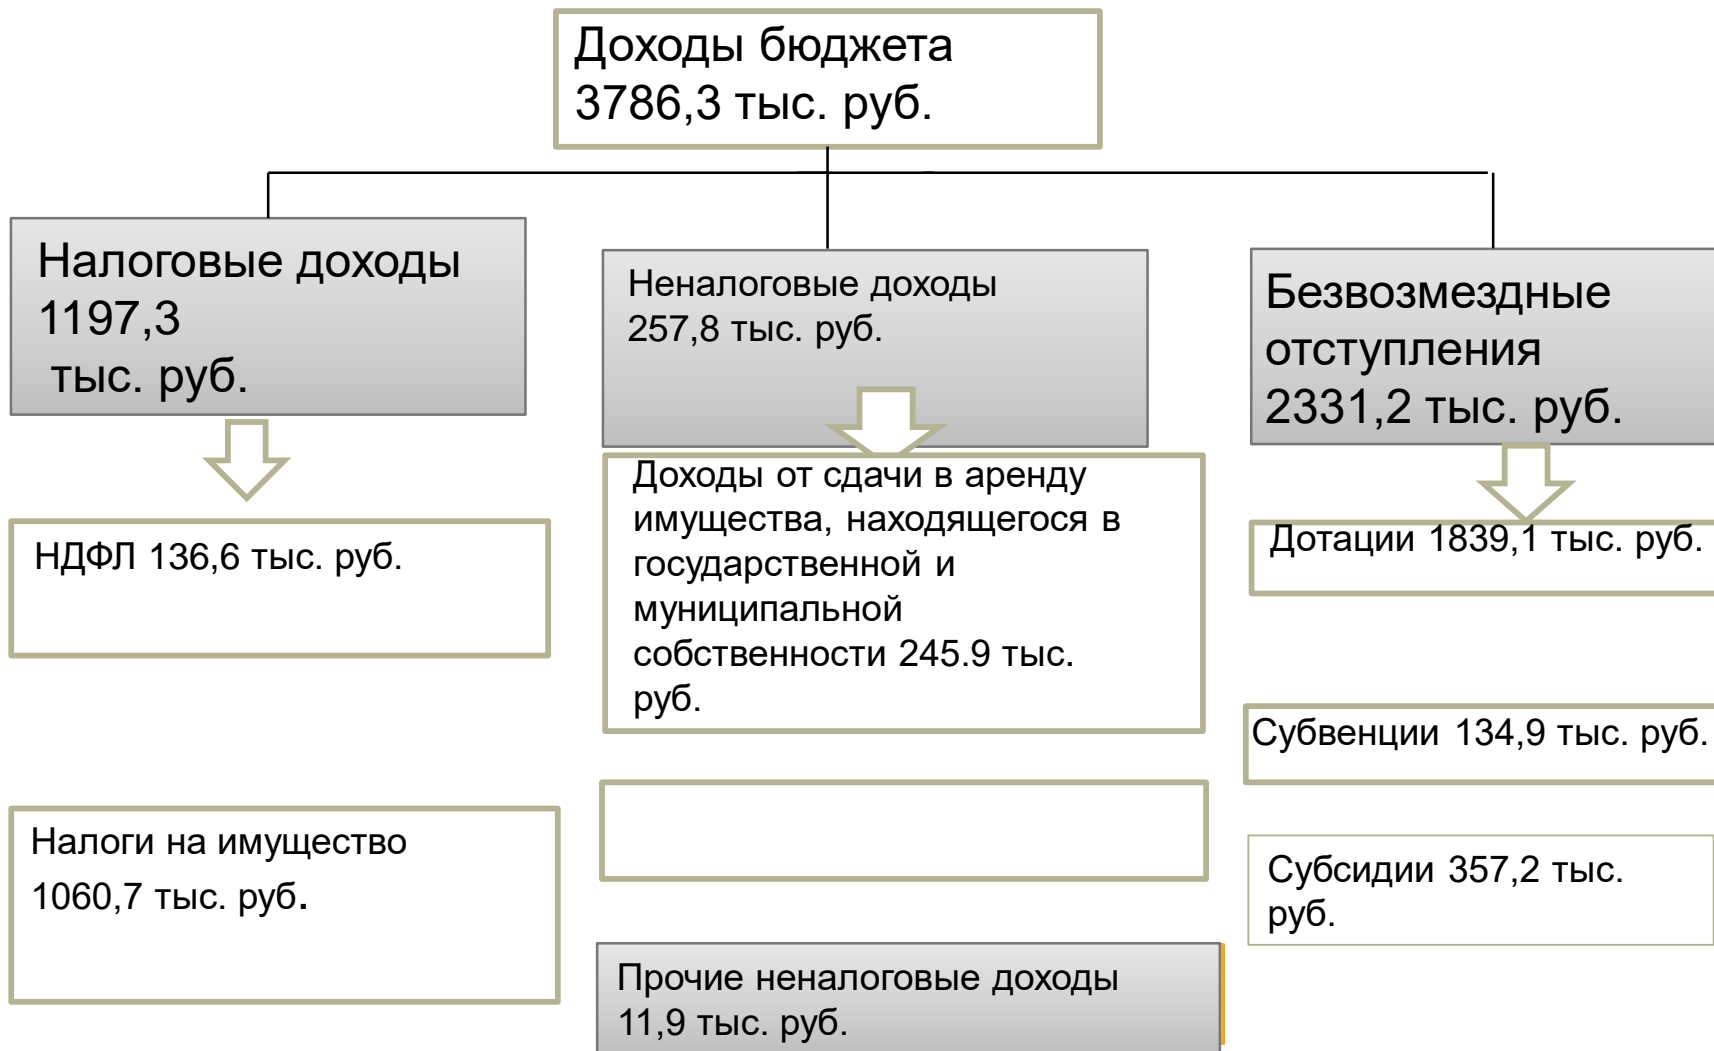 Доходы бюджета
3786,3 тыс. руб.
Налоговые доходы
1197,3
тыс. руб.
Неналоговые доходы
257,8 тыс. руб.
Безвозмездные
отступления
2331,2 тыс. руб.
НДФЛ 136,6 тыс. руб.
Налоги на имущество
1060,7 тыс. руб.
Доходы от сдачи в аренду
имущества, находящегося в
государственной и
муниципальной
собственности 245.9 тыс.
руб.
Прочие неналоговые доходы
11,9 тыс. руб.
Дотации 1839,1 тыс. руб.
Субвенции 134,9 тыс. руб.
Субсидии 357,2 тыс.
руб.